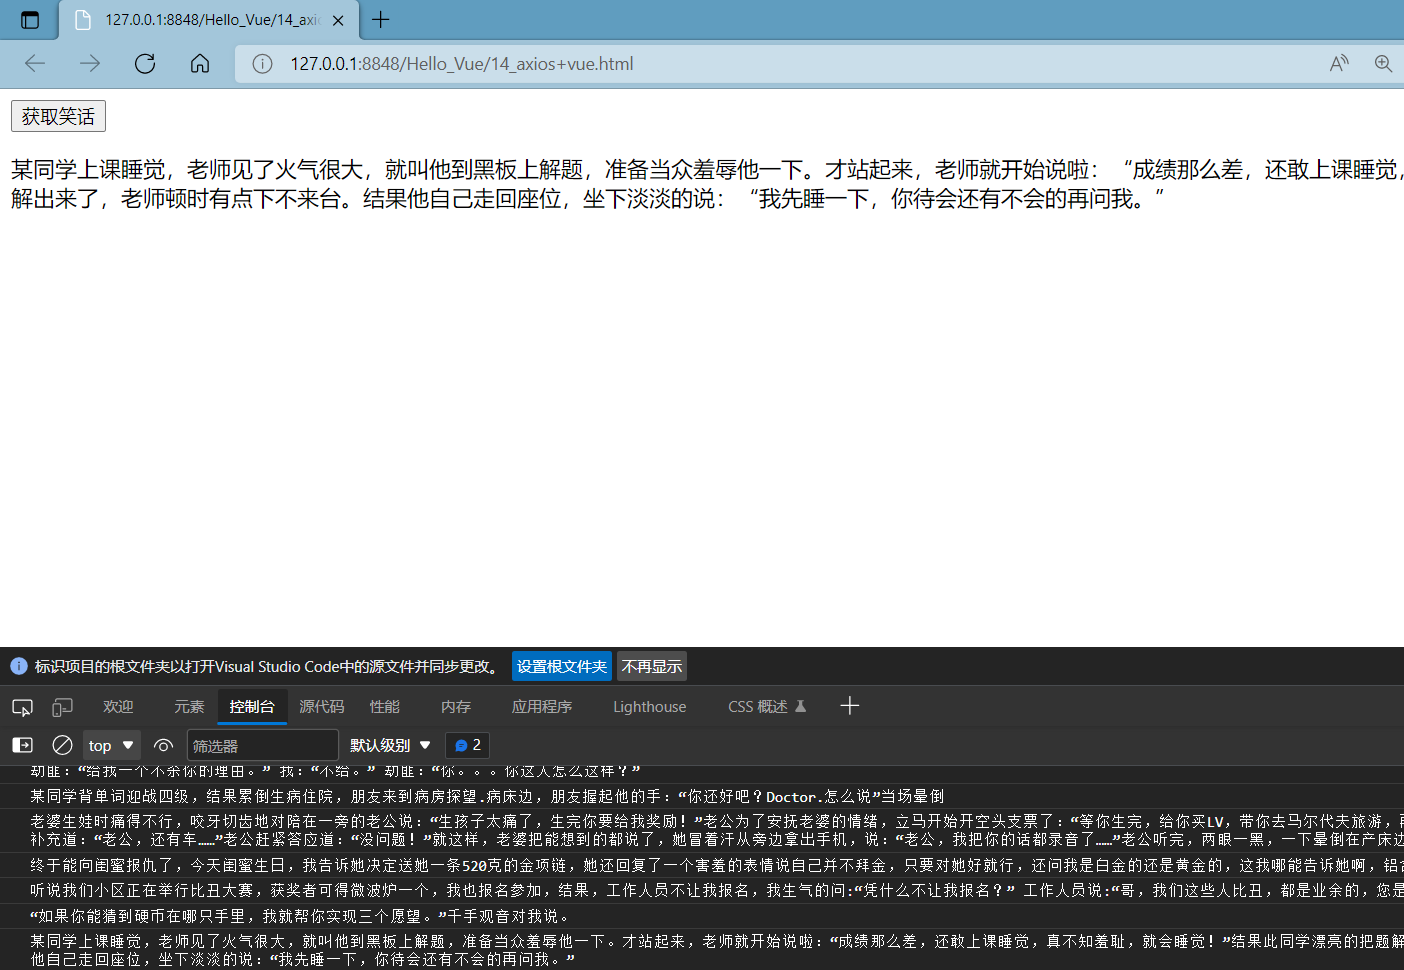 127.0.0.1:8848/Hello_Vue/14_axio
127.0.0.1:8848/Hello_Vue/14_axios+vue.html
获取笑话
某同学上课睡觉，老师见了火气很大，就叫他到黑板上解题，准备当众羞辱他一下。才站起来，老师就开始说啦：“成绩那么差，还敢上课睡觉，
解出来了，老师顿时有点下不来台。结果他自己走回座位，坐下淡淡的说：“我先睡一下，你待会还有不会的再问我。”
标识项目的根文件夹以打开Visual Studio Code中的源文件并同步更改。 设置根文件夹 不再显示
欢迎 元素 控制台 源代码 性能 内存 应用程序 Lighthouse CSS 概述
top 筛选器 默认级别 2
劫匪：“给我一个不杀你的理由。” 我：“不给。” 劫匪：“你。。。你这人怎么这样？”
某同学背单词迎战四级，结果累倒生病住院，朋友来到病房探望.病床边，朋友握起他的手：“你还好吧？Doctor.怎么说”当场晕倒
老婆生娃时痛得不行，咬牙切齿地对陪在一旁的老公说：“生孩子太痛了，生完你要给我奖励！”老公为了安抚老婆的情绪，立马开始开空头支票了：“等你生完，给你买LV，带你去马尔代夫旅游，再
补充道：“老公，还有车……”老公赶紧答应道：“没问题！”就这样，老婆把能想到的都说了，她冒着汗从旁边拿出手机，说：“老公，我把你的话都录音了……”老公听完，两眼一黑，一下晕倒在产床边
终于能向闺蜜报仇了，今天闺蜜生日，我告诉她决定送她一条520克的金项链，她还回复了一个害羞的表情说自己并不拜金，只要对她好就行，还问我是白金的还是黄金的，这我哪能告诉她啊，铝合
听说我们小区正在举行比丑大赛，获奖者可得微波炉一个，我也报名参加，结果，工作人员不让我报名，我生气的问:“凭什么不让我报名？” 工作人员说:“哥，我们这些人比丑，都是业余的，您是
“如果你能猜到硬币在哪只手里，我就帮你实现三个愿望。”千手观音对我说。
某同学上课睡觉，老师见了火气很大，就叫他到黑板上解题，准备当众羞辱他一下。才站起来，老师就开始说啦：“成绩那么差，还敢上课睡觉，真不知羞耻，就会睡觉！”结果此同学漂亮的把题解
他自己走回座位，坐下淡淡的说：“我先睡一下，你待会还有不会的再问我。”